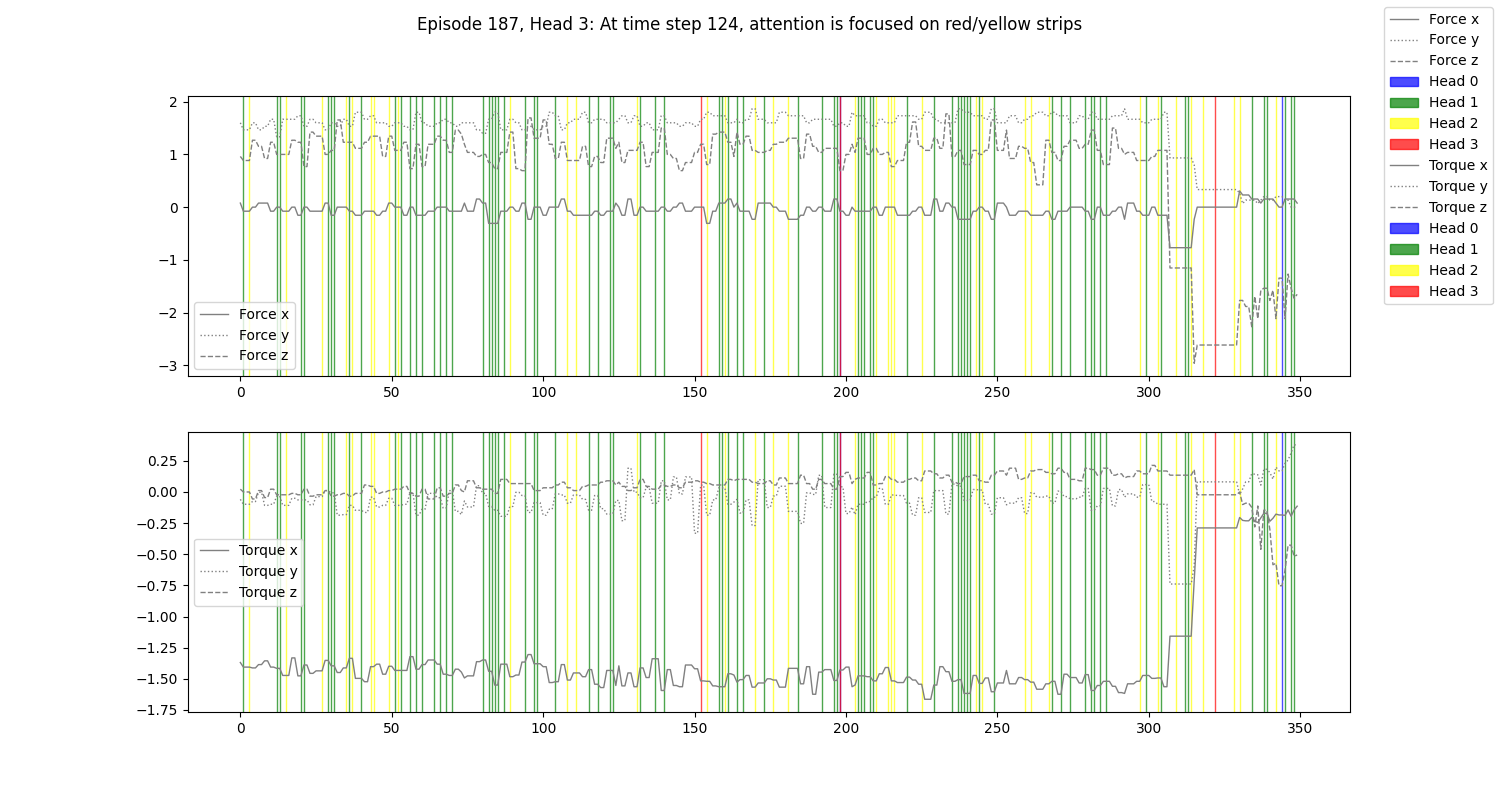 Episode 187, Head 3: At time step 124, attention is focused on red/yellow strips
Force x
Force y
Force z
Head 0
Head 1
Head 2
Head 3
Torque x
Torque y
Torque z
Head 0
Head 1
Head 2
Head 3
2
1
0
−1
−2
−3
Force x
Force y
Force z
0 50 100 150 200 250 300 350
0.25
0.00
−0.25
−0.50
−0.75
−1.00
−1.25
−1.50
−1.75
Torque x
Torque y
Torque z
0 50 100 150 200 250 300 350